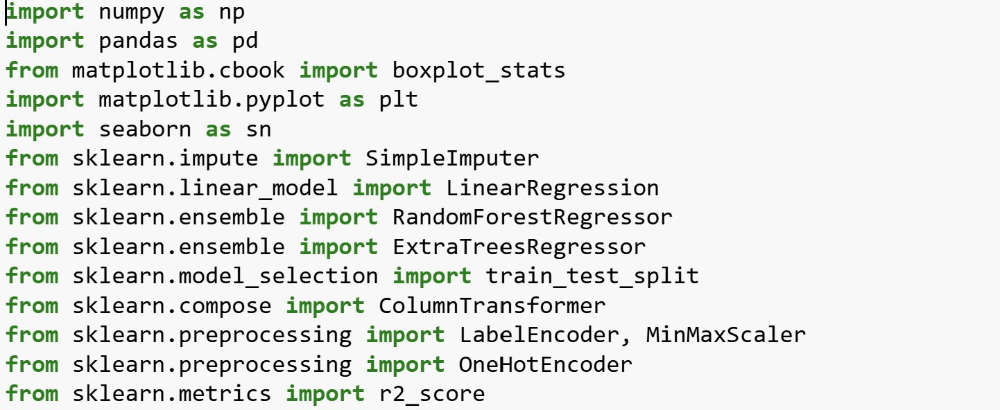 import numpy as np
import pandas as pd
from matplotlib.cbook import boxplot_stats
import matplotlib.pyplot as plt
import seaborn as sn
from sklearn.impute import SimpleImputer
from sklearn.linear_model import LinearRegression
from sklearn.ensemble import RandomForestRegressor
from sklearn.ensemble import ExtraTreesRegressor
from sklearn.model_selection import train_test_split
from sklearn.compose import ColumnTransformer
from sklearn.preprocessing import LabelEncoder, MinMaxScaler
from sklearn.preprocessing import OneHotEncoder
from sklearn.metrics import r2_score